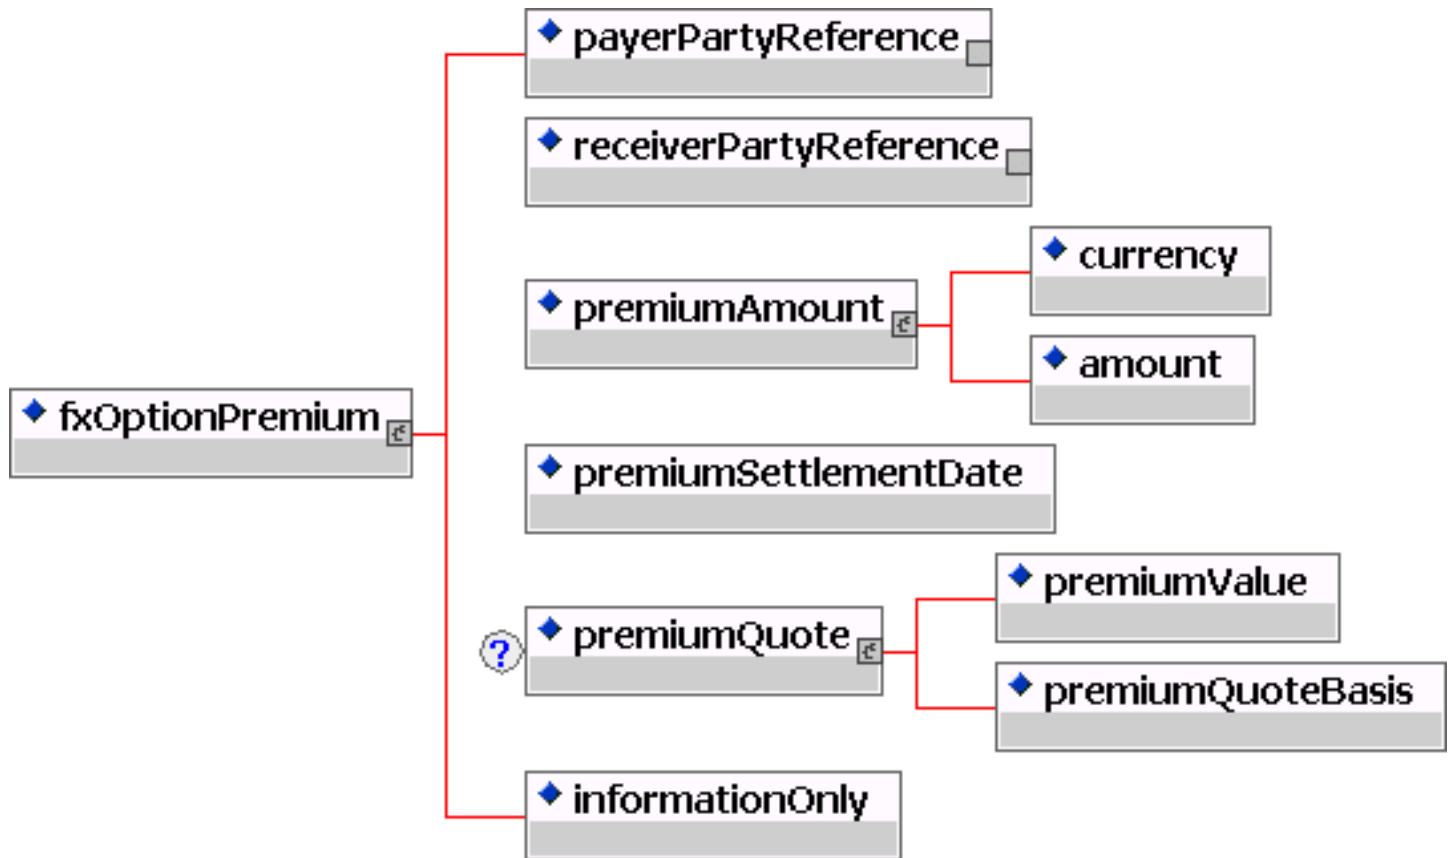 payerPartyReference
receiverPartyReference
currency
premiumAmount
amount
fxOptionPremium
premiumSettlementDate
premiumValue
? premiumQuote
premiumQuoteBasis
informationOnly